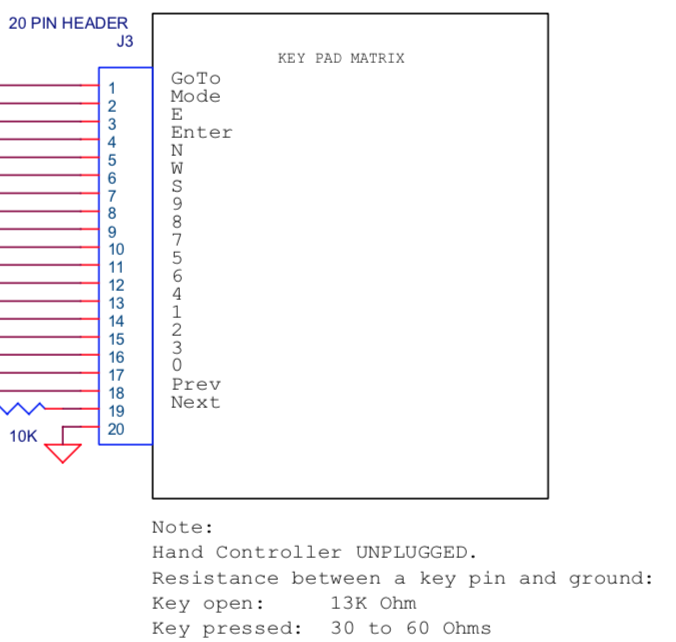 20 PIN HEADER
J3
KEY PAD MATRIX
1 GoTo
2 Mode
3 E
4 Enter
5 N
6 W
7 S
8 9
9 8
10 7
11 5
12 6
13 4
14 1
15 2
16 3
17 0
18 Prev
19 Next
20
10K
Note:
Hand Controller UNPLUGGED.
Resistance between a key pin and ground:
Key open: 13K Ohm
Key pressed: 30 to 60 Ohms